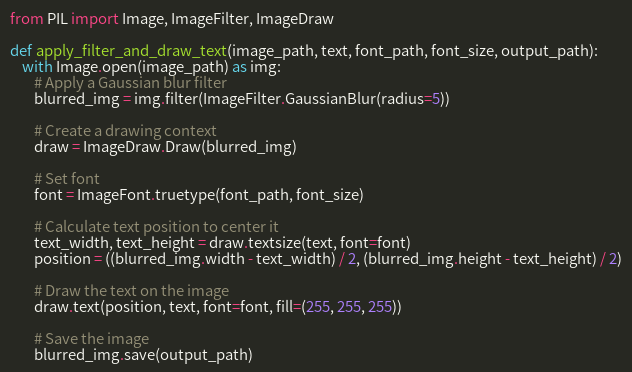 from PIL import Image, ImageFilter, ImageDraw

def apply_filter_and_draw_text(image_path, text, font_path, font_size, output_path):
    with Image.open(image_path) as img:
        # Apply a Gaussian blur filter
        blurred_img = img.filter(ImageFilter.GaussianBlur(radius=5))

        # Create a drawing context
        draw = ImageDraw.Draw(blurred_img)

        # Set font
        font = ImageFont.truetype(font_path, font_size)

        # Calculate text position to center it
        text_width, text_height = draw.textsize(text, font=font)
        position = ((blurred_img.width - text_width) / 2, (blurred_img.height - text_height) / 2)

        # Draw the text on the image
        draw.text(position, text, font=font, fill=(255, 255, 255))

        # Save the image
        blurred_img.save(output_path)